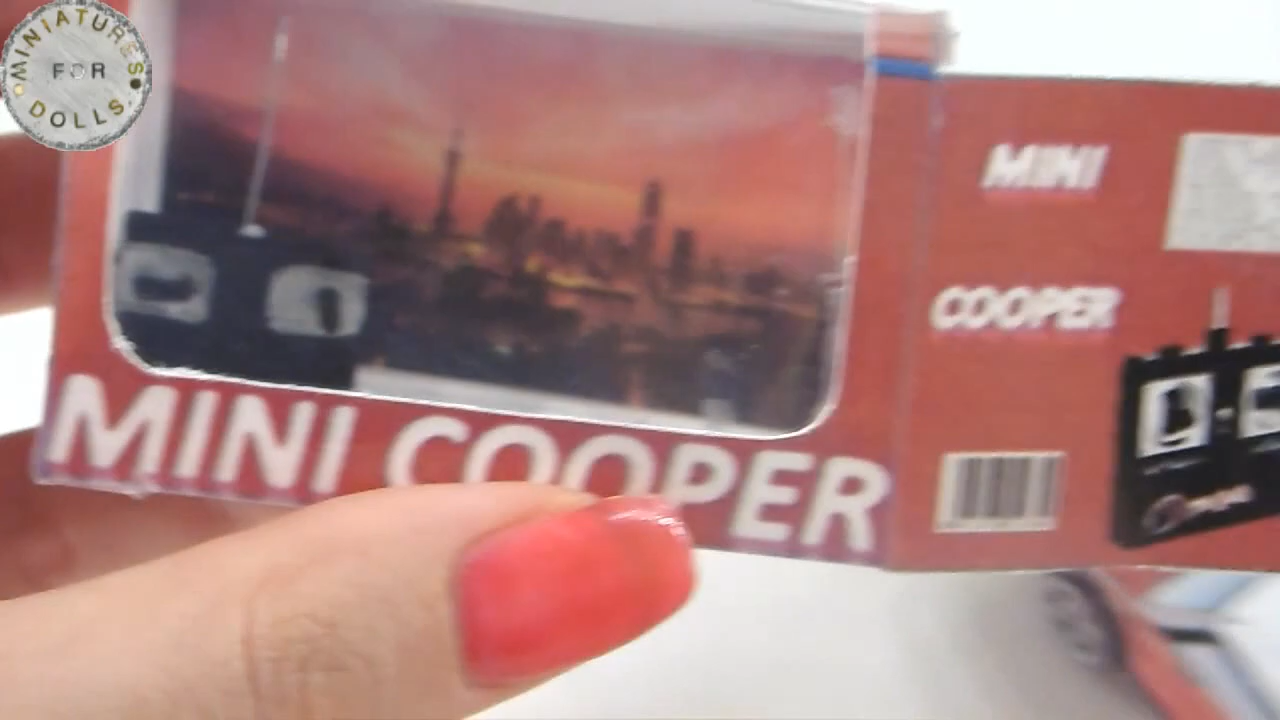 MINIATURES
FOR
DOLLS
MINI COOPER
MINI
COOPER